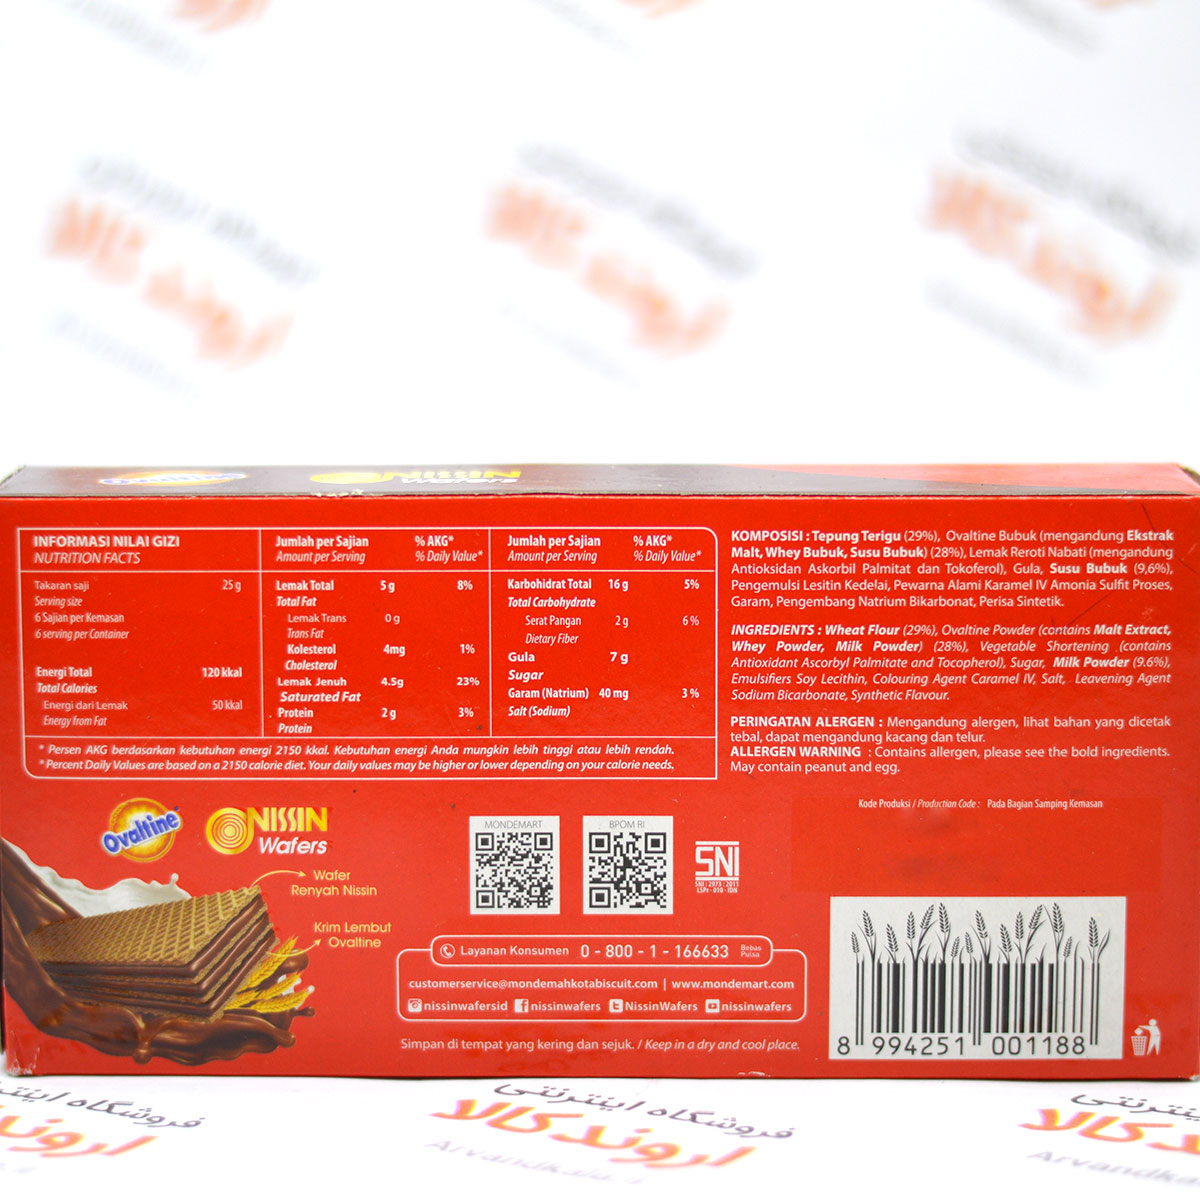 Ovaltine
NISSIN
Wafers
INFORMASI NILAI GIZI
NUTRITION FACTS
Takaran saji 25 g
Serving size
6 Sajian per Kemasan
6 serving per Container
Energi Total 120 kkal
Total Calories
Energi dari Lemak 50 kkal
Energy from Fat
Jumlah per Sajian % AKG*
Amount per Serving % Daily Value*
Lemak Total 5 g 8%
Total Fat
Lemak Trans 0 g
Trans Fat
Kolesterol 4mg 1%
Cholesterol
Lemak Jenuh 4.5g 23%
Saturated Fat
Protein 2 g 3%
Protein
Jumlah per Sajian % AKG*
Amount per Serving % Daily Value*
Karbohidrat Total 16 g 5%
Total Carbohydrate
Serat Pangan 2 g 6 %
Dietary Fiber
Gula 7 g
Sugar
Garam (Natrium) 40 mg 3 %
Salt (Sodium)
* Persen AKG berdasarkan kebutuhan energi 2150 kkal. Kebutuhan energi Anda mungkin lebih tinggi atau lebih rendah.
* Percent Daily Values are based on a 2150 calorie diet. Your daily values may be higher or lower depending on your calorie needs.
KOMPOSISI : Tepung Terigu (29%), Ovaltine Bubuk (mengandung Ekstrak
Malt, Whey Bubuk, Susu Bubuk) (28%), Lemak Reroti Nabati (mengandung
Antioksidan Askorbil Palmitat dan Tokoferol), Gula, Susu Bubuk (9,6%),
Pengemulsi Lesitin Kedelai, Pewarna Alami Karamel IV Amonia Sulfit Proses,
Garam, Pengembang Natrium Bikarbonat, Perisa Sintetik.
INGREDIENTS : Wheat Flour (29%), Ovaltine Powder (contains Malt Extract,
Whey Powder, Milk Powder) (28%), Vegetable Shortening (contains
Antioxidant Ascorbyl Palmitate and Tocopherol), Sugar, Milk Powder (9.6%),
Emulsifiers Soy Lecithin, Colouring Agent Caramel IV, Salt, Leavening Agent
Sodium Bicarbonate, Synthetic Flavour.
PERINGATAN ALERGEN : Mengandung alergen, lihat bahan yang dicetak
tebal, dapat mengandung kacang dan telur.
ALLERGEN WARNING : Contains allergen, please see the bold ingredients.
May contain peanut and egg.
Kode Produksi / Production Code : Pada Bagian Samping Kemasan
Ovaltine
NISSIN
Wafers
Wafer
Renyah Nissin
Krim Lembut
Ovaltine
MONDEMART
BPOM RI
SNI
SNI : 2973 : 2011
LSPr - 010 - IDN
Layanan Konsumen 0 - 800 - 1 - 166633 Bebas
Pulsa
customerservice@mondemahkotabiscuit.com | www.mondemart.com
nissinwafersid nissinwafers NissinWafers nissinwafers
Simpan di tempat yang kering dan sejuk. / Keep in a dry and cool place.
8 994251 001188
فروشگاه اینترنتی
اروند کالا
فروشگاه اینترنتی
اروند کالا
Arvandkala